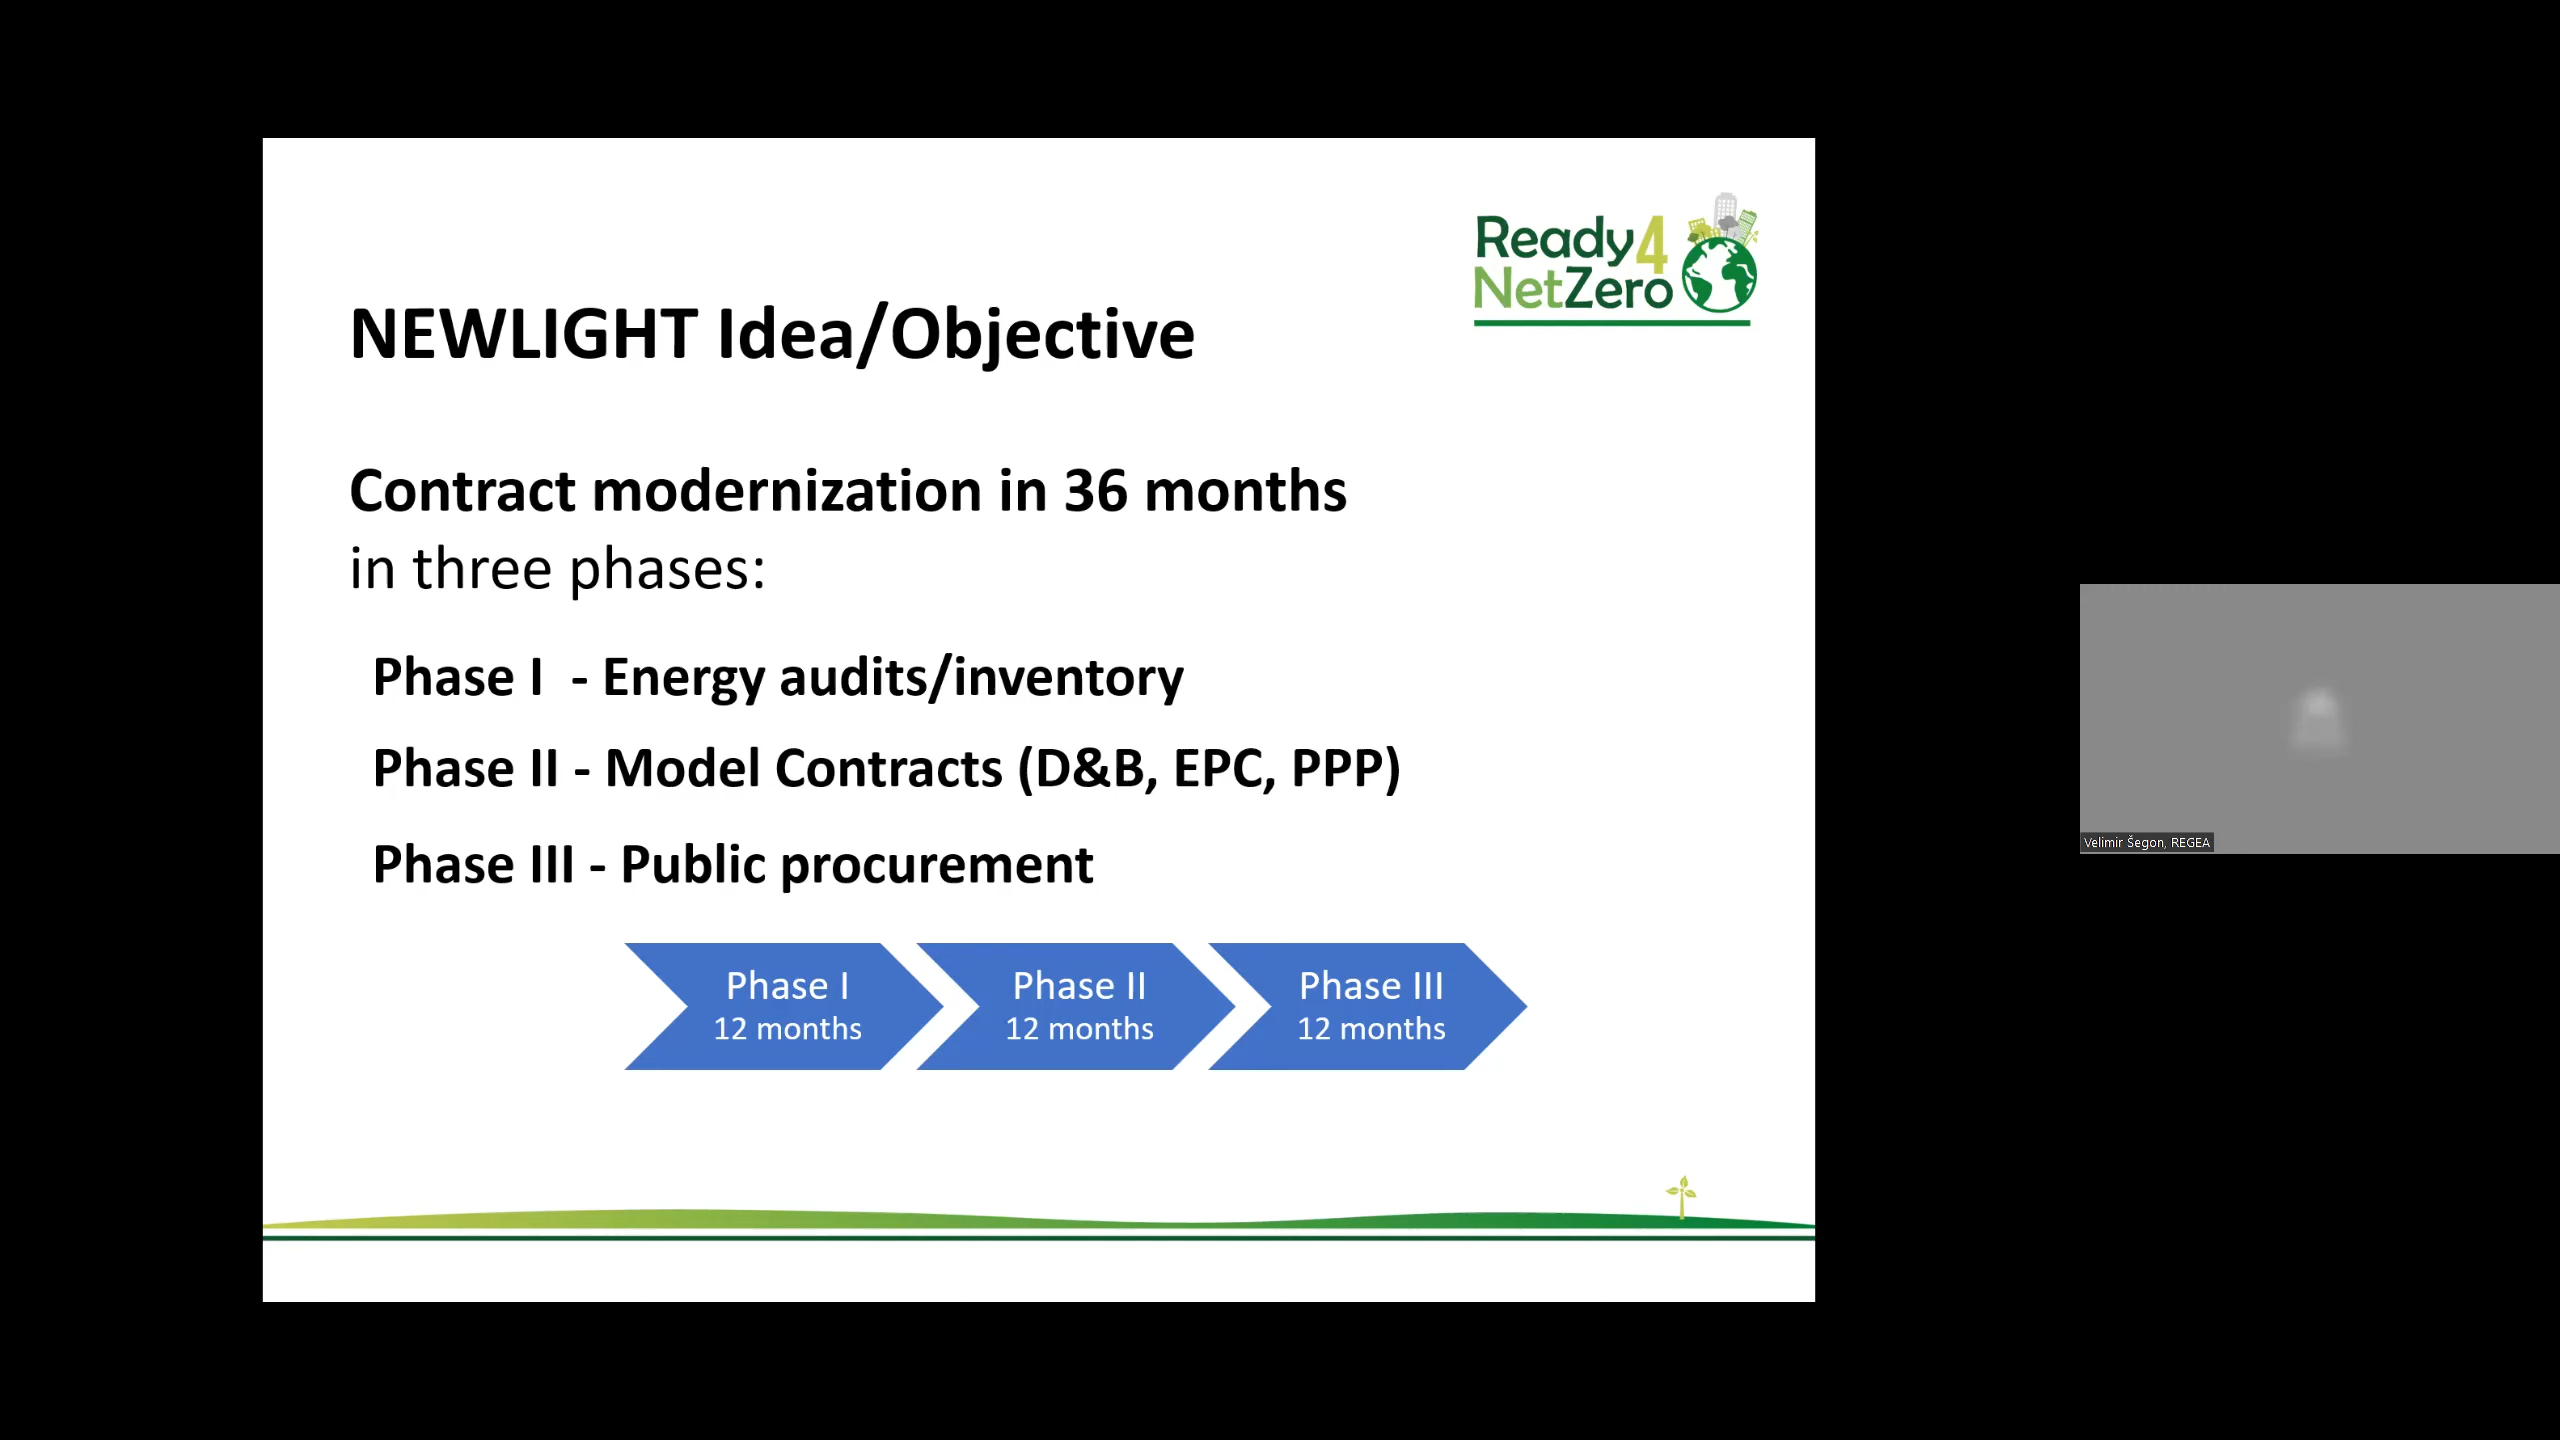 Ready4
NetZero
NEWLIGHT Idea/Objective
Contract modernization in 36 months
in three phases:
Phase I - Energy audits/inventory
Phase II - Model Contracts (D&B, EPC, PPP)
Phase III - Public procurement
Phase I
12 months
Phase II
12 months
Phase III
12 months
Velimir Šegon, REGEA